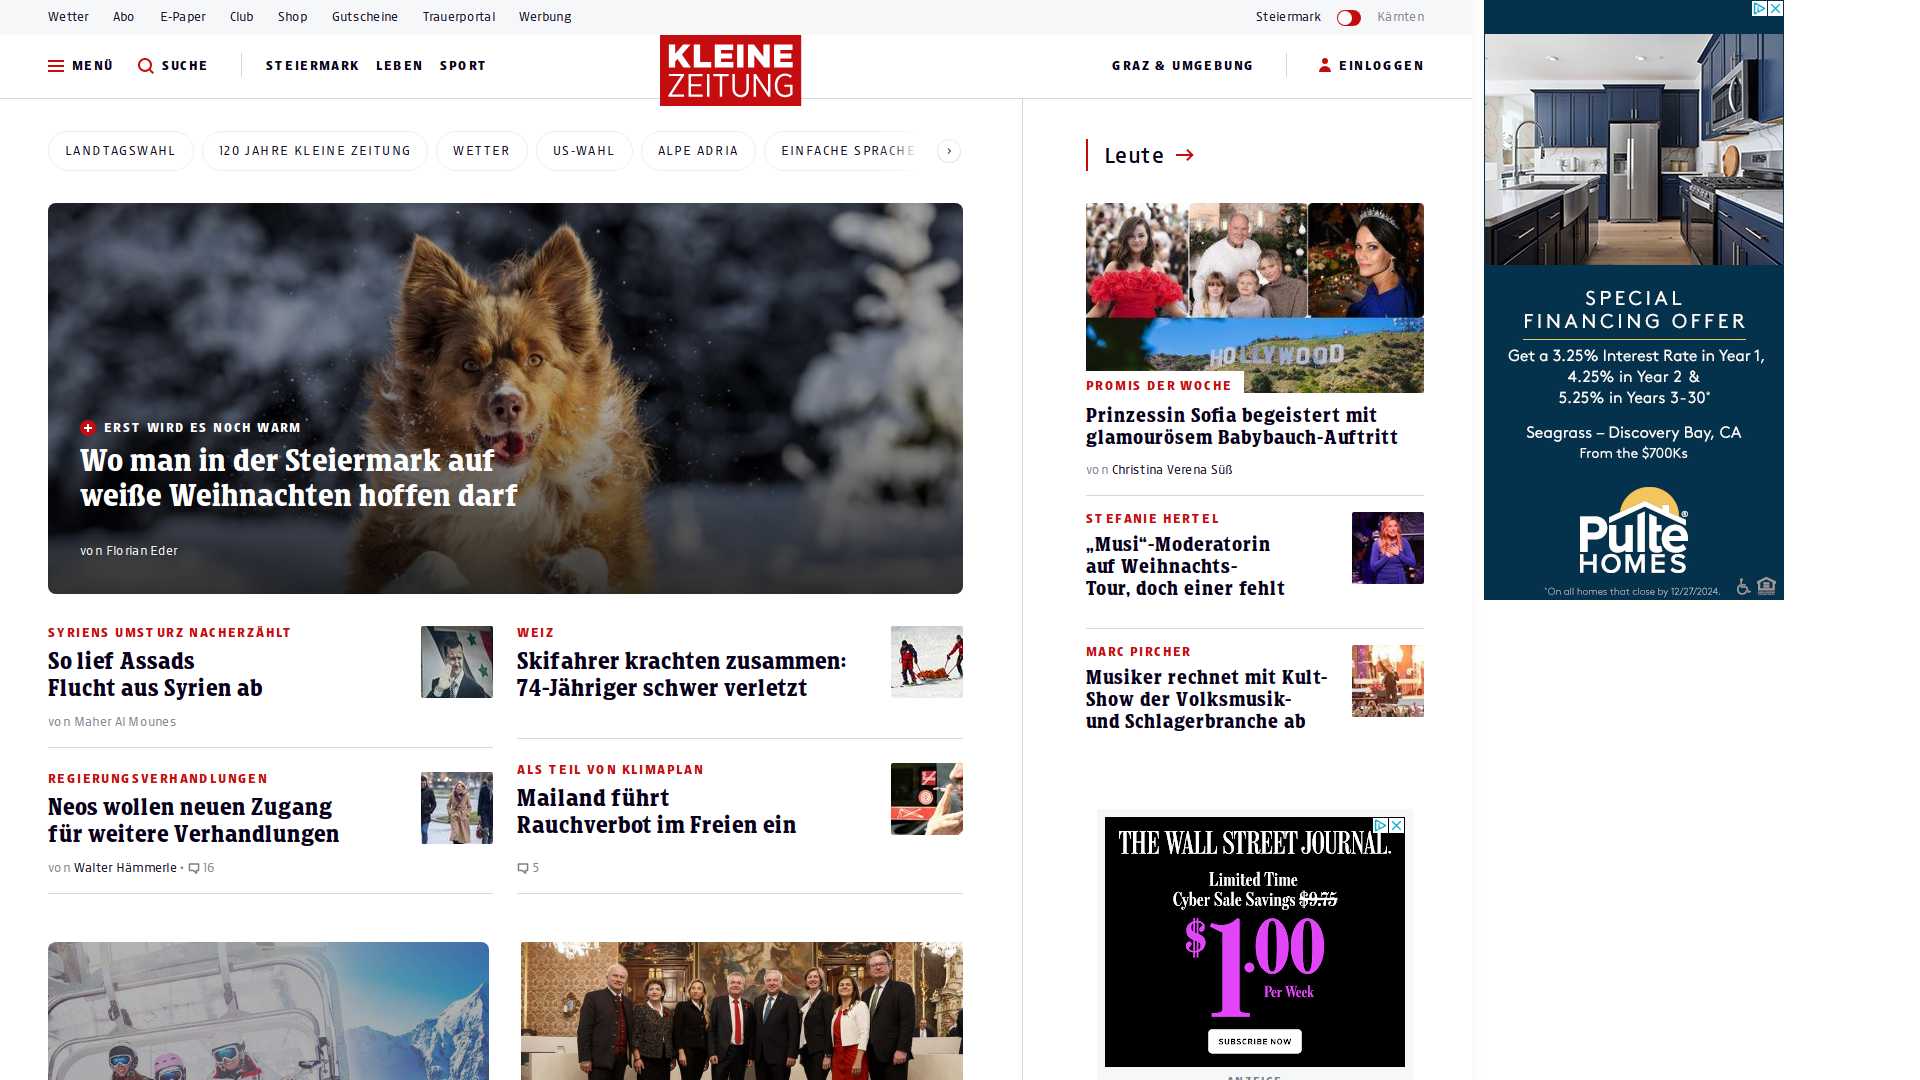 Wetter Abo E-Paper Club Shop Gutscheine Trauerportal Werbung Steiermark Kärnten
MENÜ SUCHE STEIERMARK LEBEN SPORT KLEINE ZEITUNG GRAZ & UMGEBUNG EINLOGGEN
LANDTAGSWAHL 120 JAHRE KLEINE ZEITUNG WETTER US-WAHL ALPE ADRIA EINFACHE SPRACHE
ERST WIRD ES NOCH WARM
Wo man in der Steiermark auf
weiße Weihnachten hoffen darf
von Florian Eder
SYRIENS UMSTURZ NACHERZÄHLT
So lief Assads
Flucht aus Syrien ab
von Maher Al Mounes
WEIZ
Skifahrer krachten zusammen:
74-Jähriger schwer verletzt
REGIERUNGSVERHANDLUNGEN
Neos wollen neuen Zugang
für weitere Verhandlungen
von Walter Hämmerle • 16
ALS TEIL VON KLIMAPLAN
Mailand führt
Rauchverbot im Freien ein
5
Leute
HOLLYWOOD
PROMIS DER WOCHE
Prinzessin Sofia begeistert mit
glamourösem Babybauch-Auftritt
von Christina Verena Süß
STEFANIE HERTEL
„Musi“-Moderatorin
auf Weihnachts-
Tour, doch einer fehlt
MARC PIRCHER
Musiker rechnet mit Kult-
Show der Volksmusik-
und Schlagerbranche ab
THE WALL STREET JOURNAL.
Limited Time
Cyber Sale Savings $9.75
$1.00
Per Week
SUBSCRIBE NOW
ANZEIGE
SPECIAL
FINANCING OFFER
Get a 3.25% Interest Rate in Year 1,
4.25% in Year 2 &
5.25% in Years 3-30*
Seagrass – Discovery Bay, CA
From the $700Ks
Pulte®
HOMES
*On all homes that close by 12/27/2024.